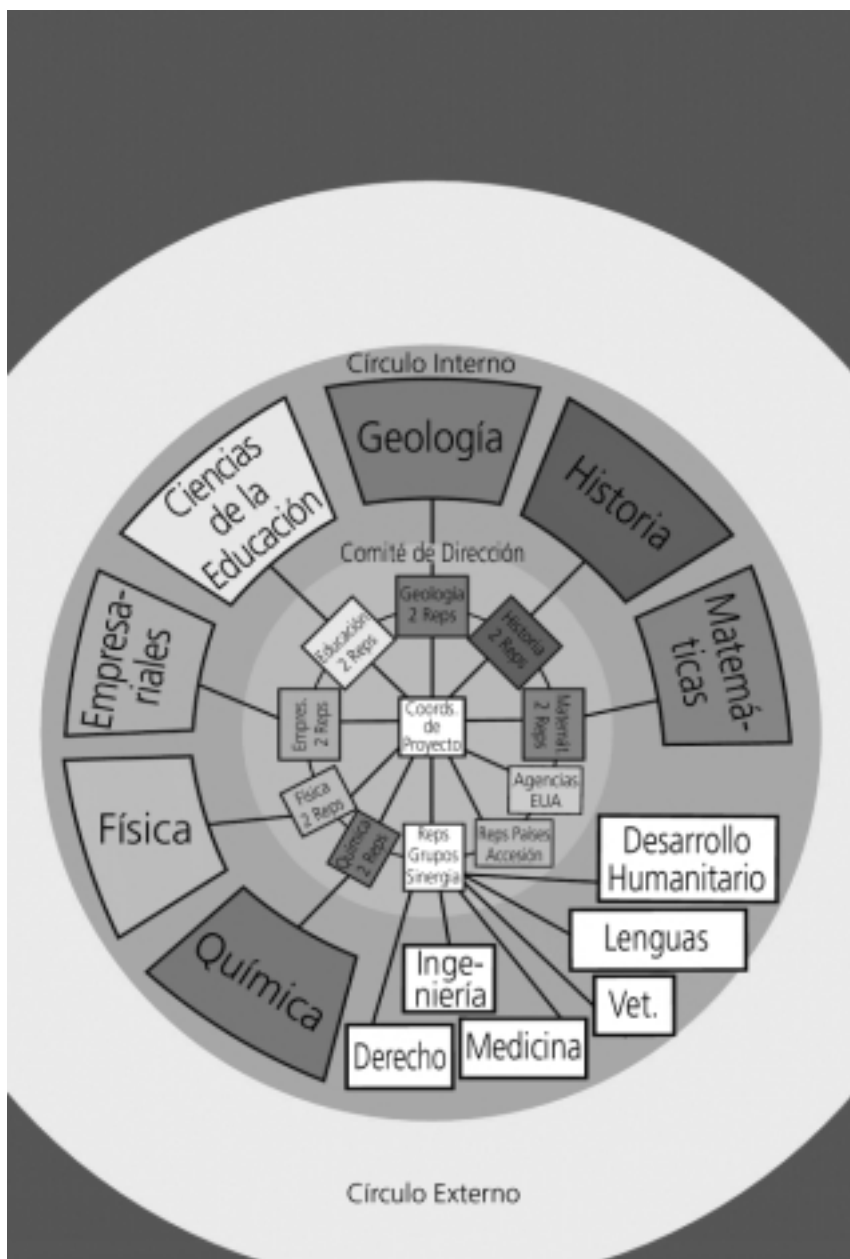 Círculo Interno
Geología
Ciencias
de la
Educación
Historia
Empresa-
riales
Matemá-
ticas
Física
Química
Comité de Dirección
Geología
2 Reps
Educación
2 Reps
Historia
2 Reps
Empres.
2 Reps
Coords.
de
Proyecto
Matemát.
2 Reps
Física
2 Reps
Agencias
EUA
Química
2 Reps
Reps
Grupos
Sinergia
Reps Países
Accesión
Desarrollo
Humanitario
Lenguas
Vet.
Inge-
niería
Medicina
Derecho
Círculo Externo